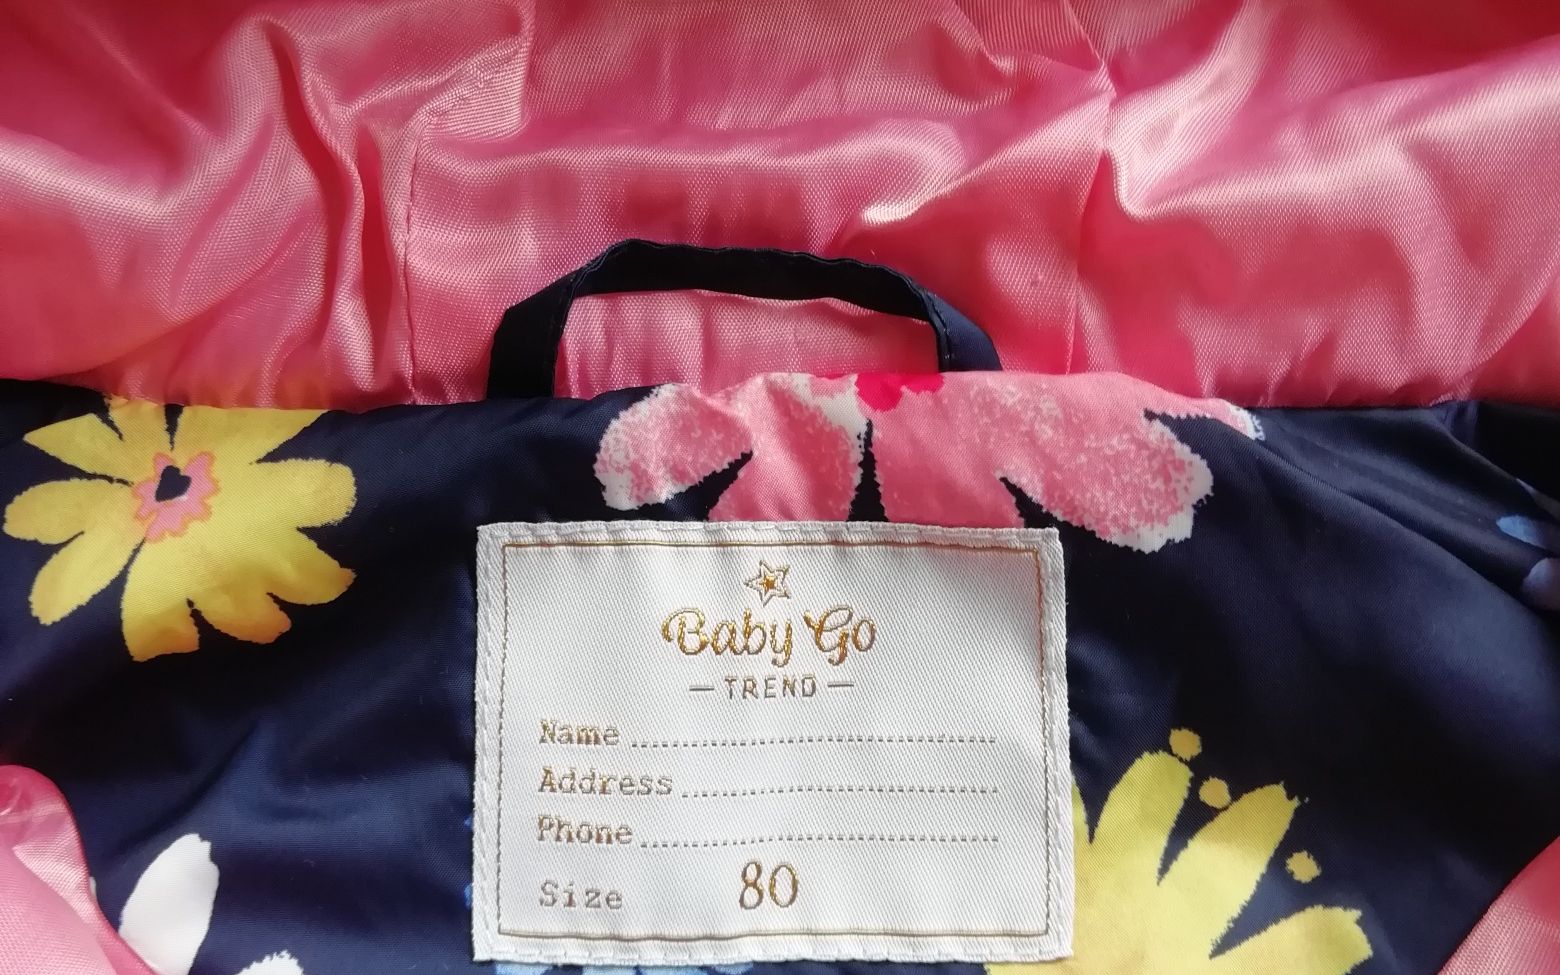 Baby Go
— TREND —
Name
Address
Phone
Size 80